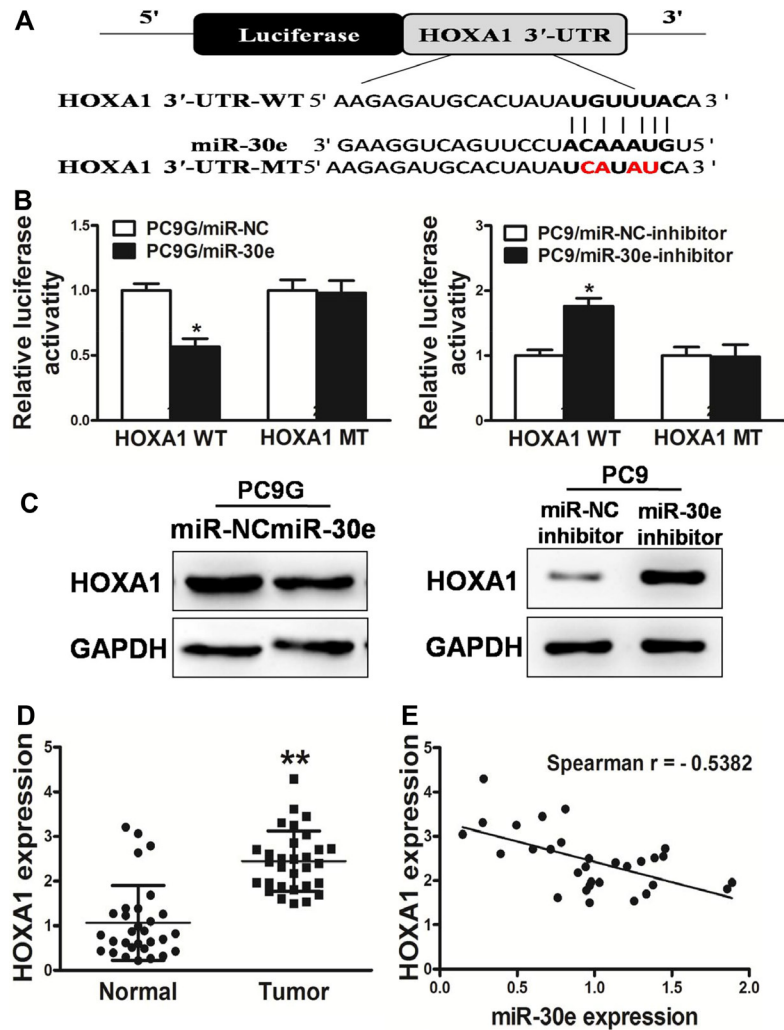 A
5'
3'
Luciferase
HOXA1 3'-UTR
HOXA1 3'-UTR-WT 5' AAGAGAUGCACUAUAUGUUUACA 3'
miR-30e 3' GAAGGUCAGUUCCUACAAAUGU5'
HOXA1 3'-UTR-MT5' AAGAGAUGCACUAUAUCAUAUCA 3'
B
Relative luciferase
activatity
1.5
1.0
0.5
0.0
PC9G/miR-NC
PC9G/miR-30e
*
HOXA1 WT
HOXA1 MT
Relative luciferase
activatity
3
2
1
0
PC9/miR-NC-inhibitor
PC9/miR-30e-inhibitor
*
HOXA1 WT
HOXA1 MT
C
PC9G
miR-NC miR-30e
HOXA1
GAPDH
PC9
miR-NC inhibitor
miR-30e inhibitor
HOXA1
GAPDH
D
HOXA1 expression
5
4
3
2
1
0
**
Normal
Tumor
E
HOXA1 expression
5
4
3
2
1
0
Spearman r = - 0.5382
0.0
0.5
1.0
1.5
2.0
miR-30e expression